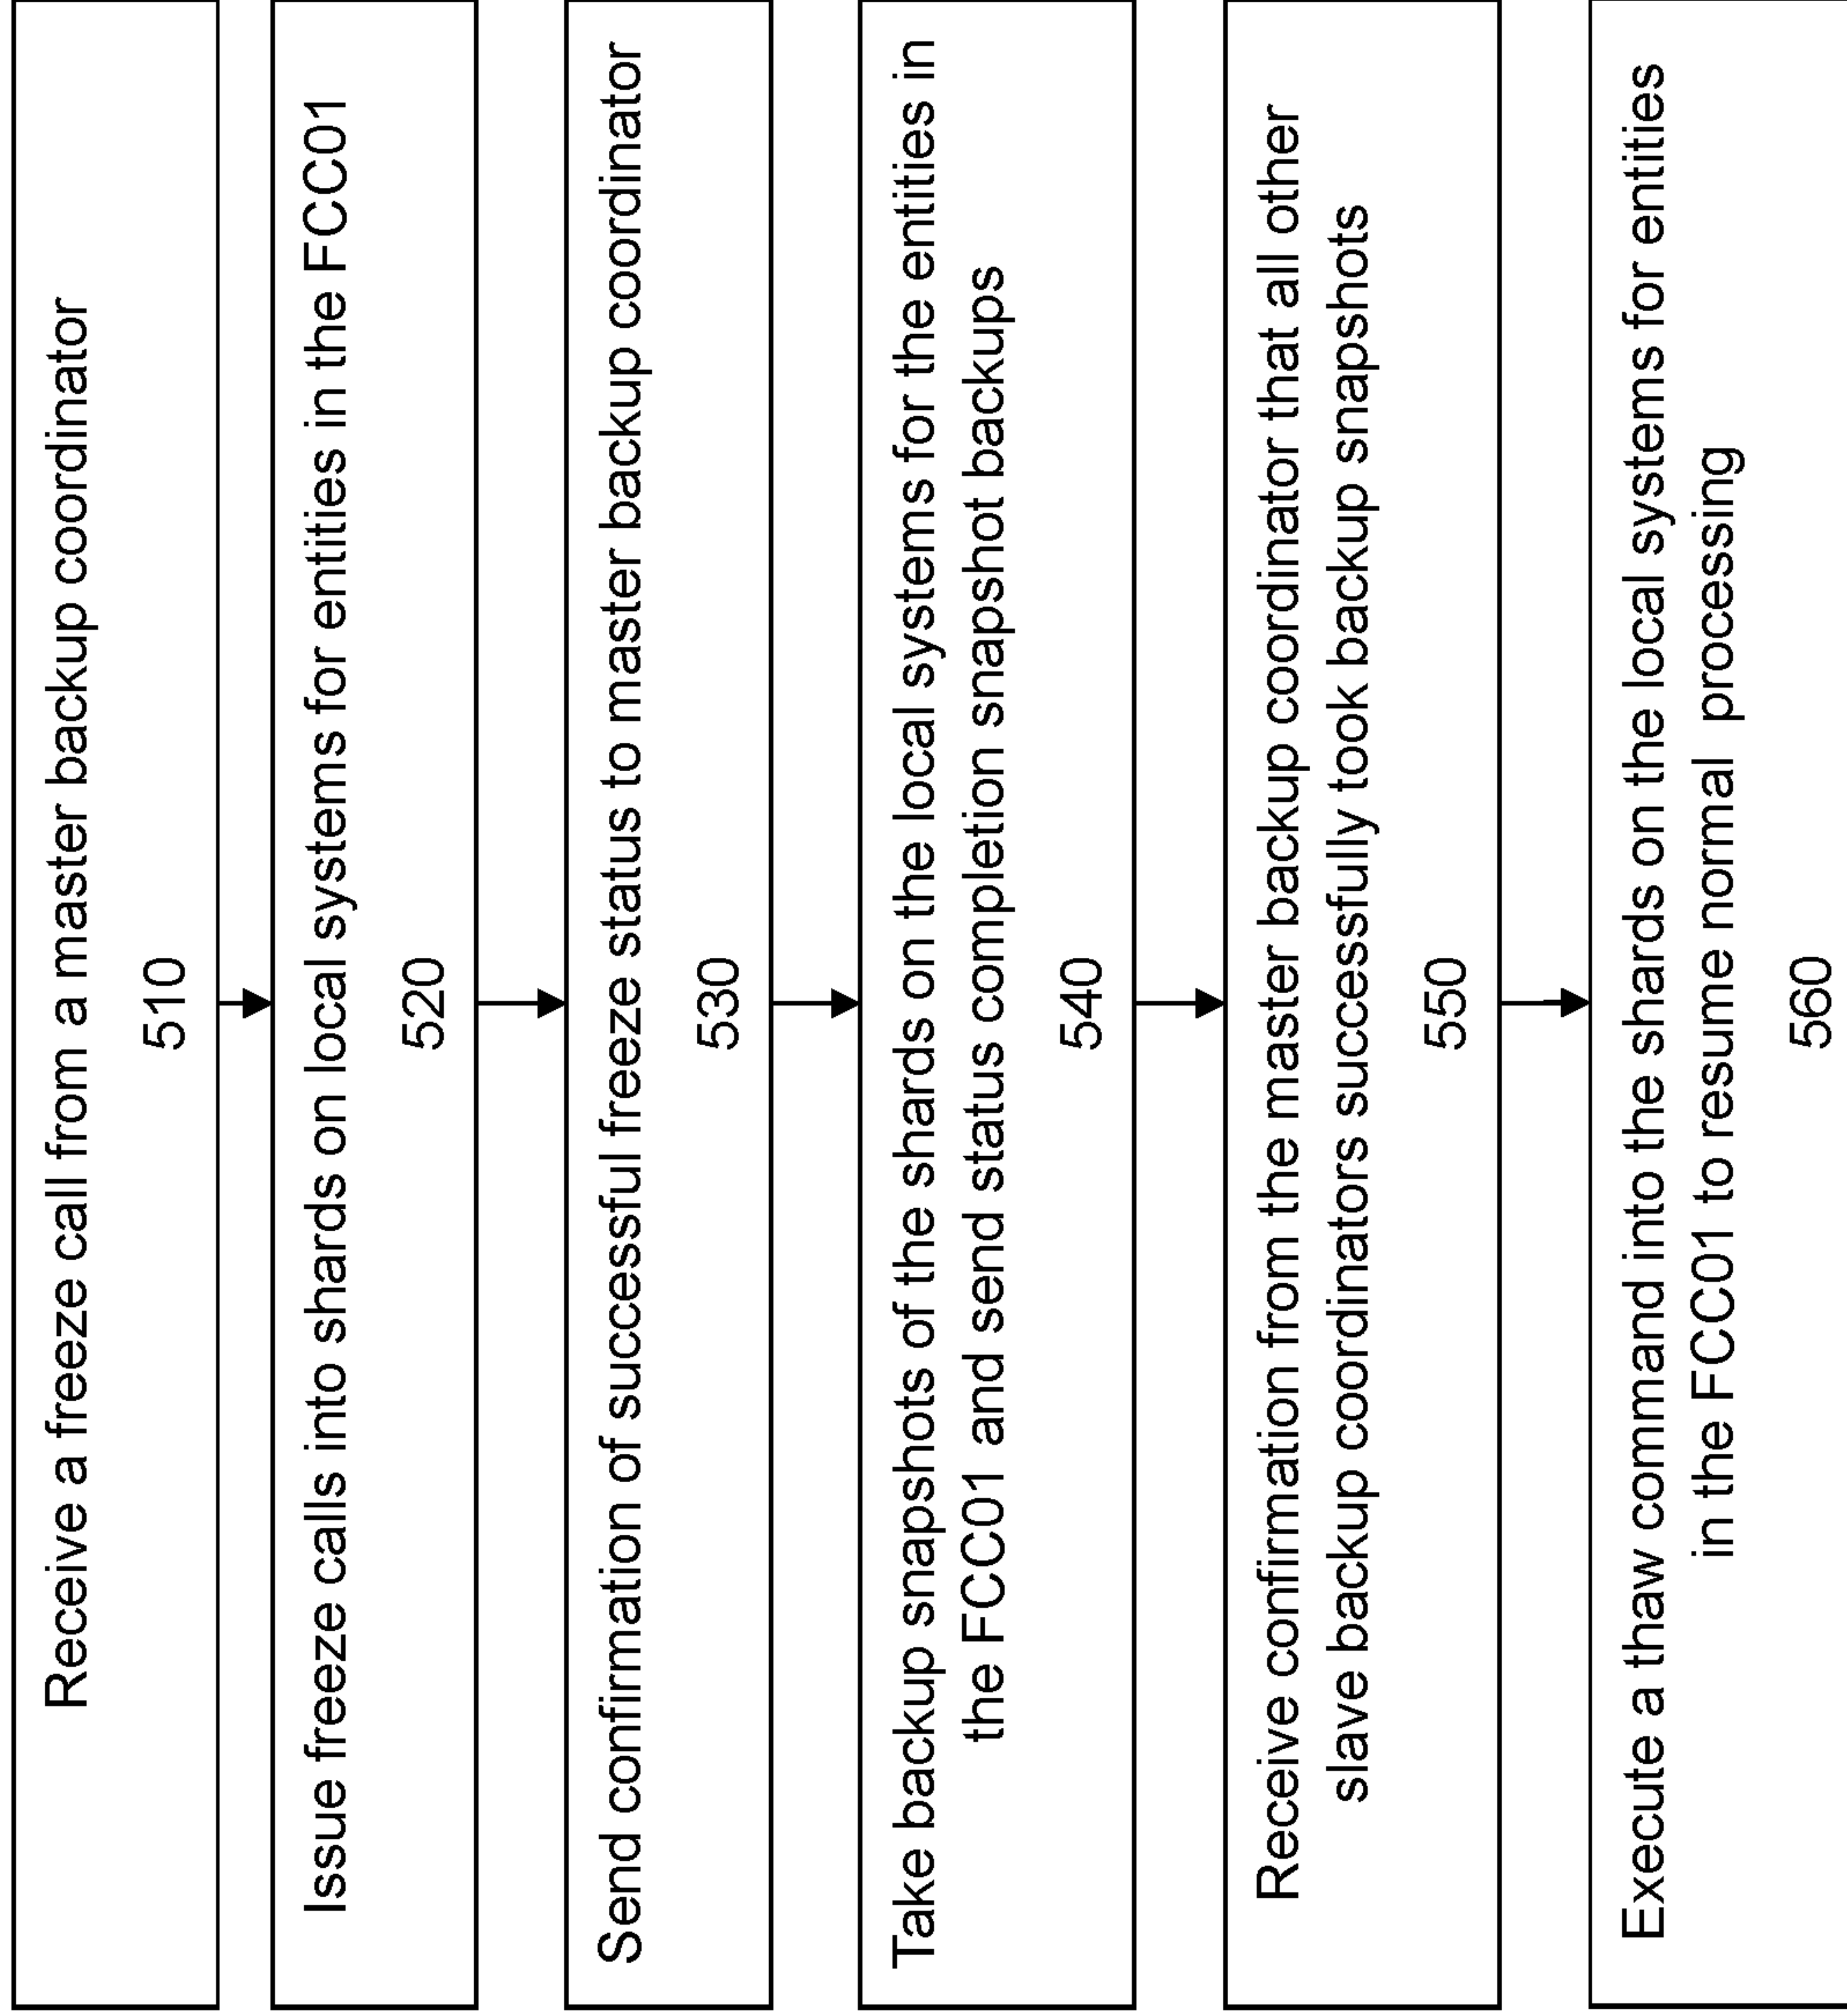 Receive a freeze call from a master backup coordinator
510
Issue freeze calls into shards on local systems for entities in the FCC01
520
Send confirmation of successful freeze status to master backup coordinator
530
Take backup snapshots of the shards on the local systems for the entities in
the FCC01 and send status completion snapshot backups
540
Receive confirmation from the master backup coordinator that all other
slave backup coordinators successfully took backup snapshots
550
Execute a thaw command into the shards on the local systems for entities
in the FCC01 to resume normal processing
560